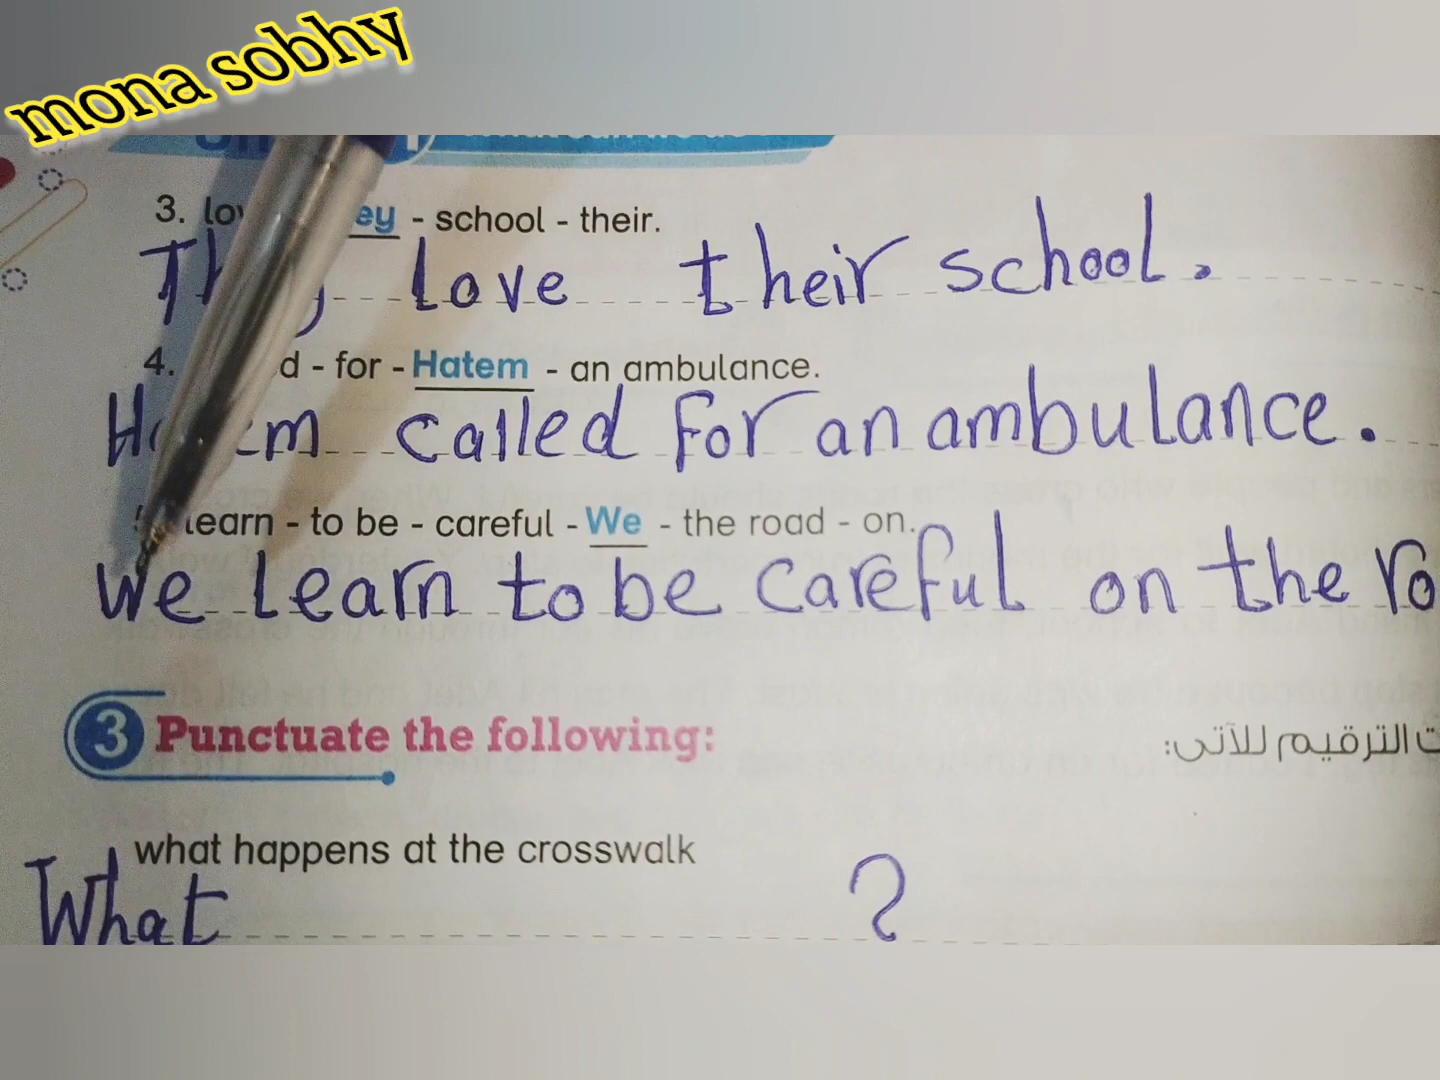 mona sobhy
3. ey - school - their.
love their school.
4. d - for - Hatem - an ambulance.
called for an ambulance.
learn - to be - careful - We - the road - on.
We learn to be careful on the ro
3 Punctuate the following:
الترقيم للآتى:
what happens at the crosswalk
What ?